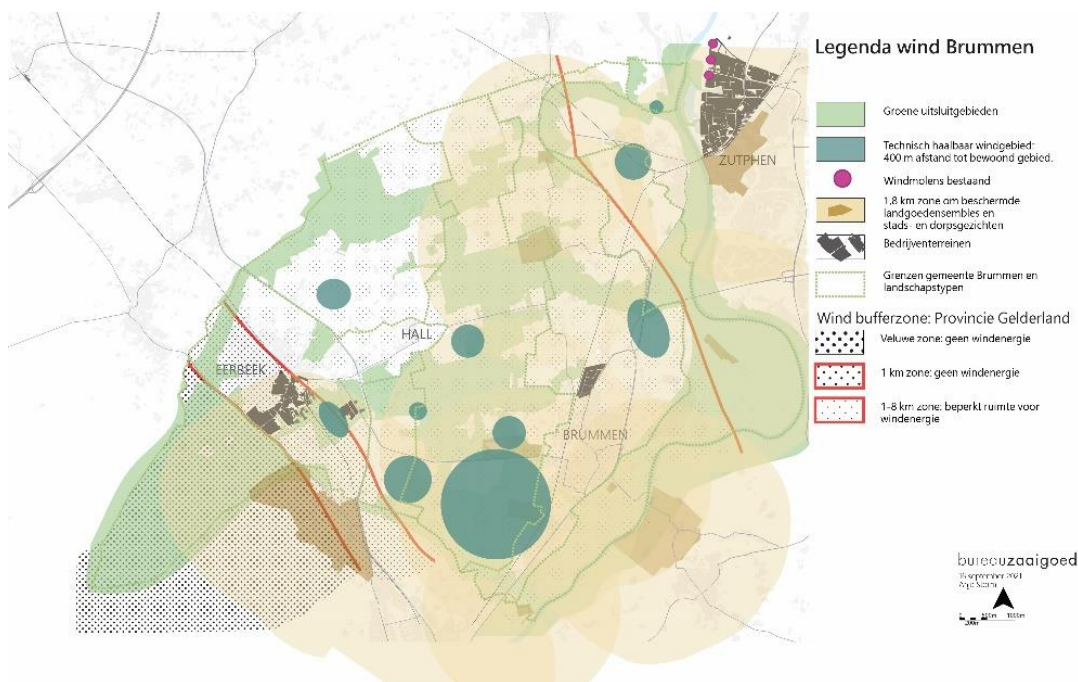 Legenda wind Brummen
Groene uitsluitgebieden
Technisch haalbaar windgebied:
400 m afstand tot bewoond gebied.
Windmolens bestaand
1,8 km zone om beschermde
landgoedensembles en
stads- en dorpsgezichten
Bedrijventerreinen
Grenzen gemeente Brummen en
landschapstypen
Wind bufferzone: Provincie Gelderland
Veluwe zone: geen windenergie
1 km zone: geen windenergie
1-8 km zone: beperkt ruimte voor
windenergie
ZUTPHEN
HALL
EERBEEK
BRUMMEN
bureauzaaigoed
september 2021